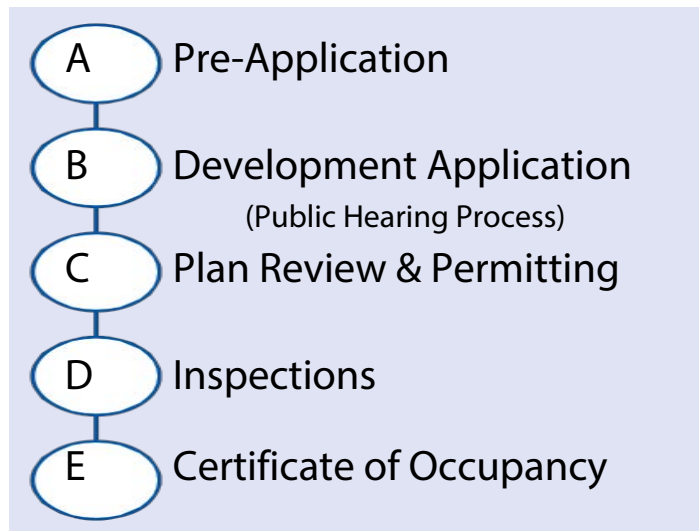 A Pre-Application
B Development Application
(Public Hearing Process)
C Plan Review & Permitting
D Inspections
E Certificate of Occupancy